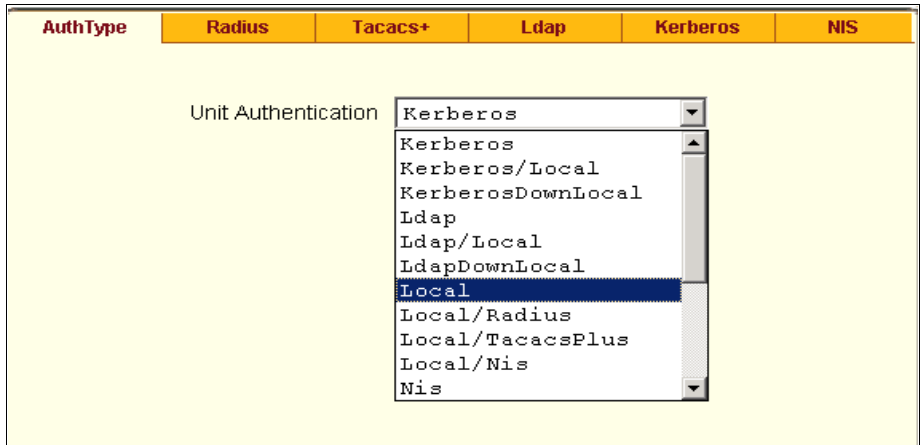 AuthType Radius Tacacs+ Ldap Kerberos NIS
Unit Authentication Kerberos
Kerberos
Kerberos/Local
KerberosDownLocal
Ldap
Ldap/Local
LdapDownLocal
Local
Local/Radius
Local/TacacsPlus
Local/Nis
Nis